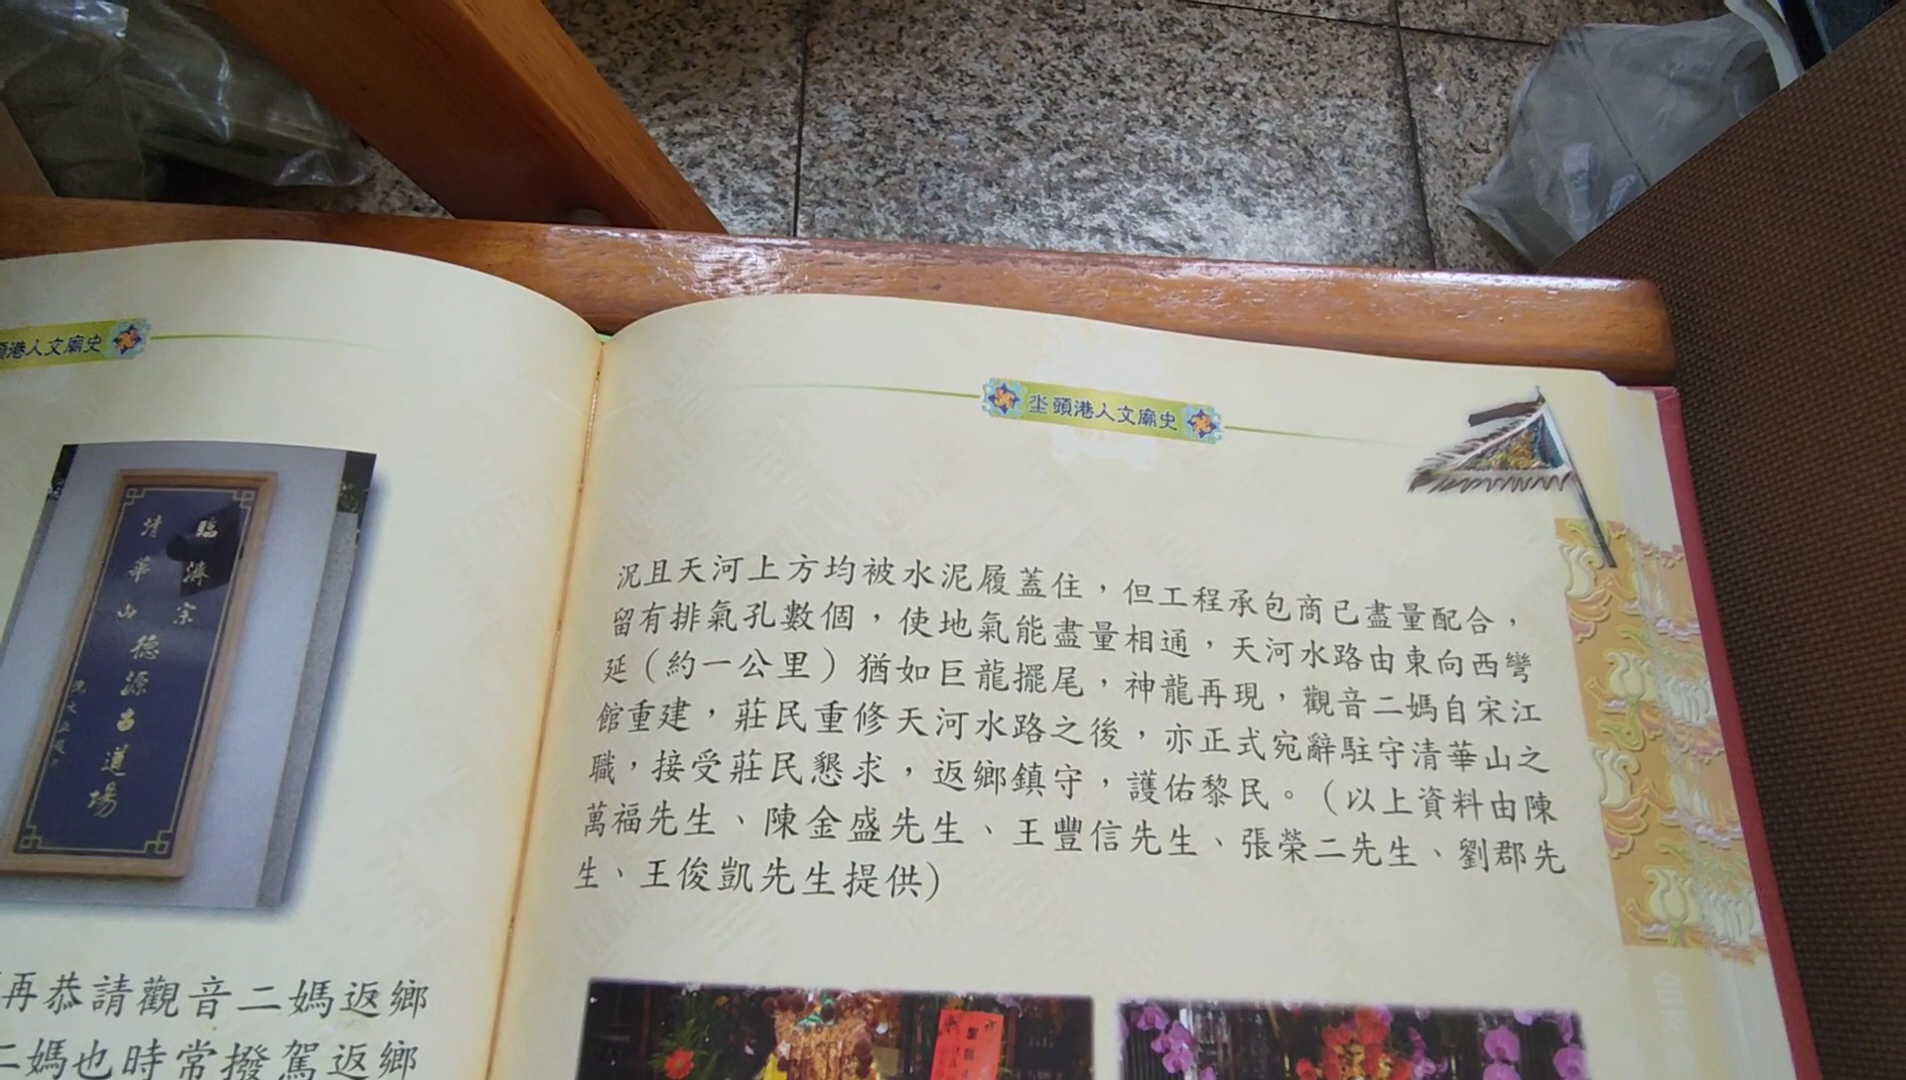 頭港人文廟史
臨濟宗
清華山德源古道場
再恭請觀音二媽返鄉
二媽也時常撥駕返鄉
坔頭港人文廟史
泥且天河上方均被水泥履蓋住，但工程承包商已盡量配合，
留有排氣孔數個，使地氣能盡量相通，天河水路由東向西彎
延（約一公里）猶如巨龍擺尾，神龍再現，觀音二媽自宋江
館重建，莊民重修天河水路之後，亦正式宛辭駐守清華山之
職，接受莊民懇求，返鄉鎮守，護佑黎民。（以上資料由陳
萬福先生、陳金盛先生、王豐信先生、張榮二先生、劉郡先
生、王俊凱先生提供）